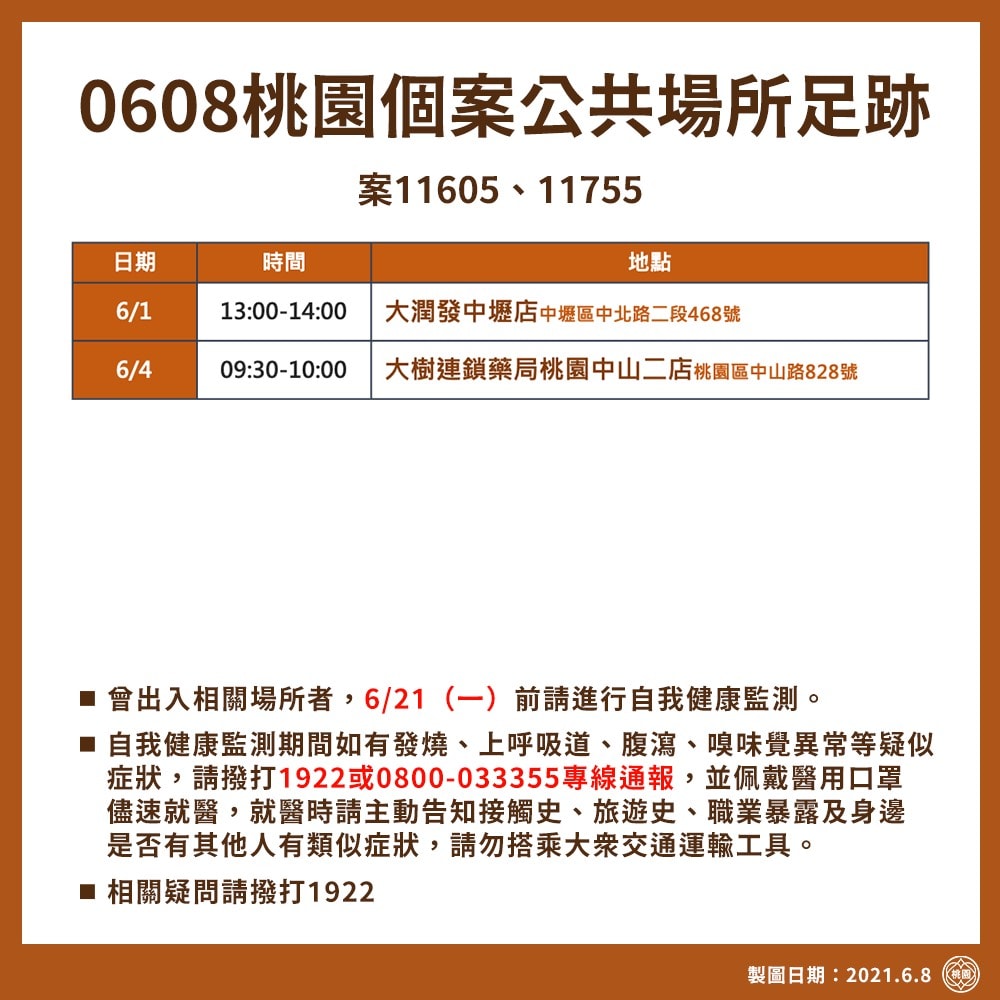 0608桃園個案公共場所足跡
案11605、11755
日期 時間 地點
6/1 13:00-14:00 大潤發中壢店中壢區中北路二段468號
6/4 09:30-10:00 大樹連鎖藥局桃園中山二店桃園區中山路828號
■ 曾出入相關場所者，6/21（一）前請進行自我健康監測。
■ 自我健康監測期間如有發燒、上呼吸道、腹瀉、嗅味覺異常等疑似
症狀，請撥打1922或0800-033355專線通報，並佩戴醫用口罩
儘速就醫，就醫時請主動告知接觸史、旅遊史、職業暴露及身邊
是否有其他人有類似症狀，請勿搭乘大眾交通運輸工具。
■ 相關疑問請撥打1922
製圖日期：2021.6.8 桃園